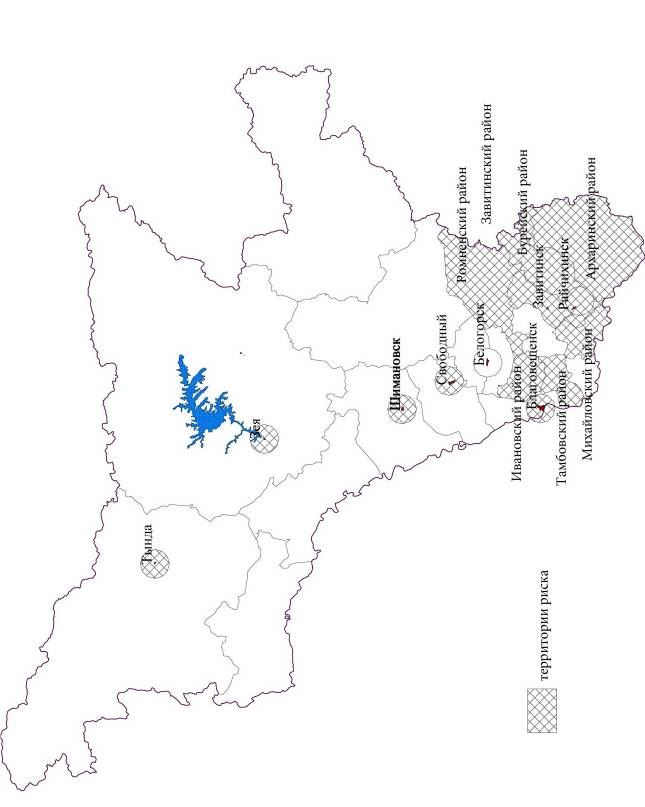 Тында
Зея
Шимановск
Свободный
Белогорск
Ромненский район
Завитинский район
Бурейский район
Завитинск
Райчихинск
Архаринский район
Благовещенск
Ивановский район
Тамбовский район
Михайловский район
территории риска